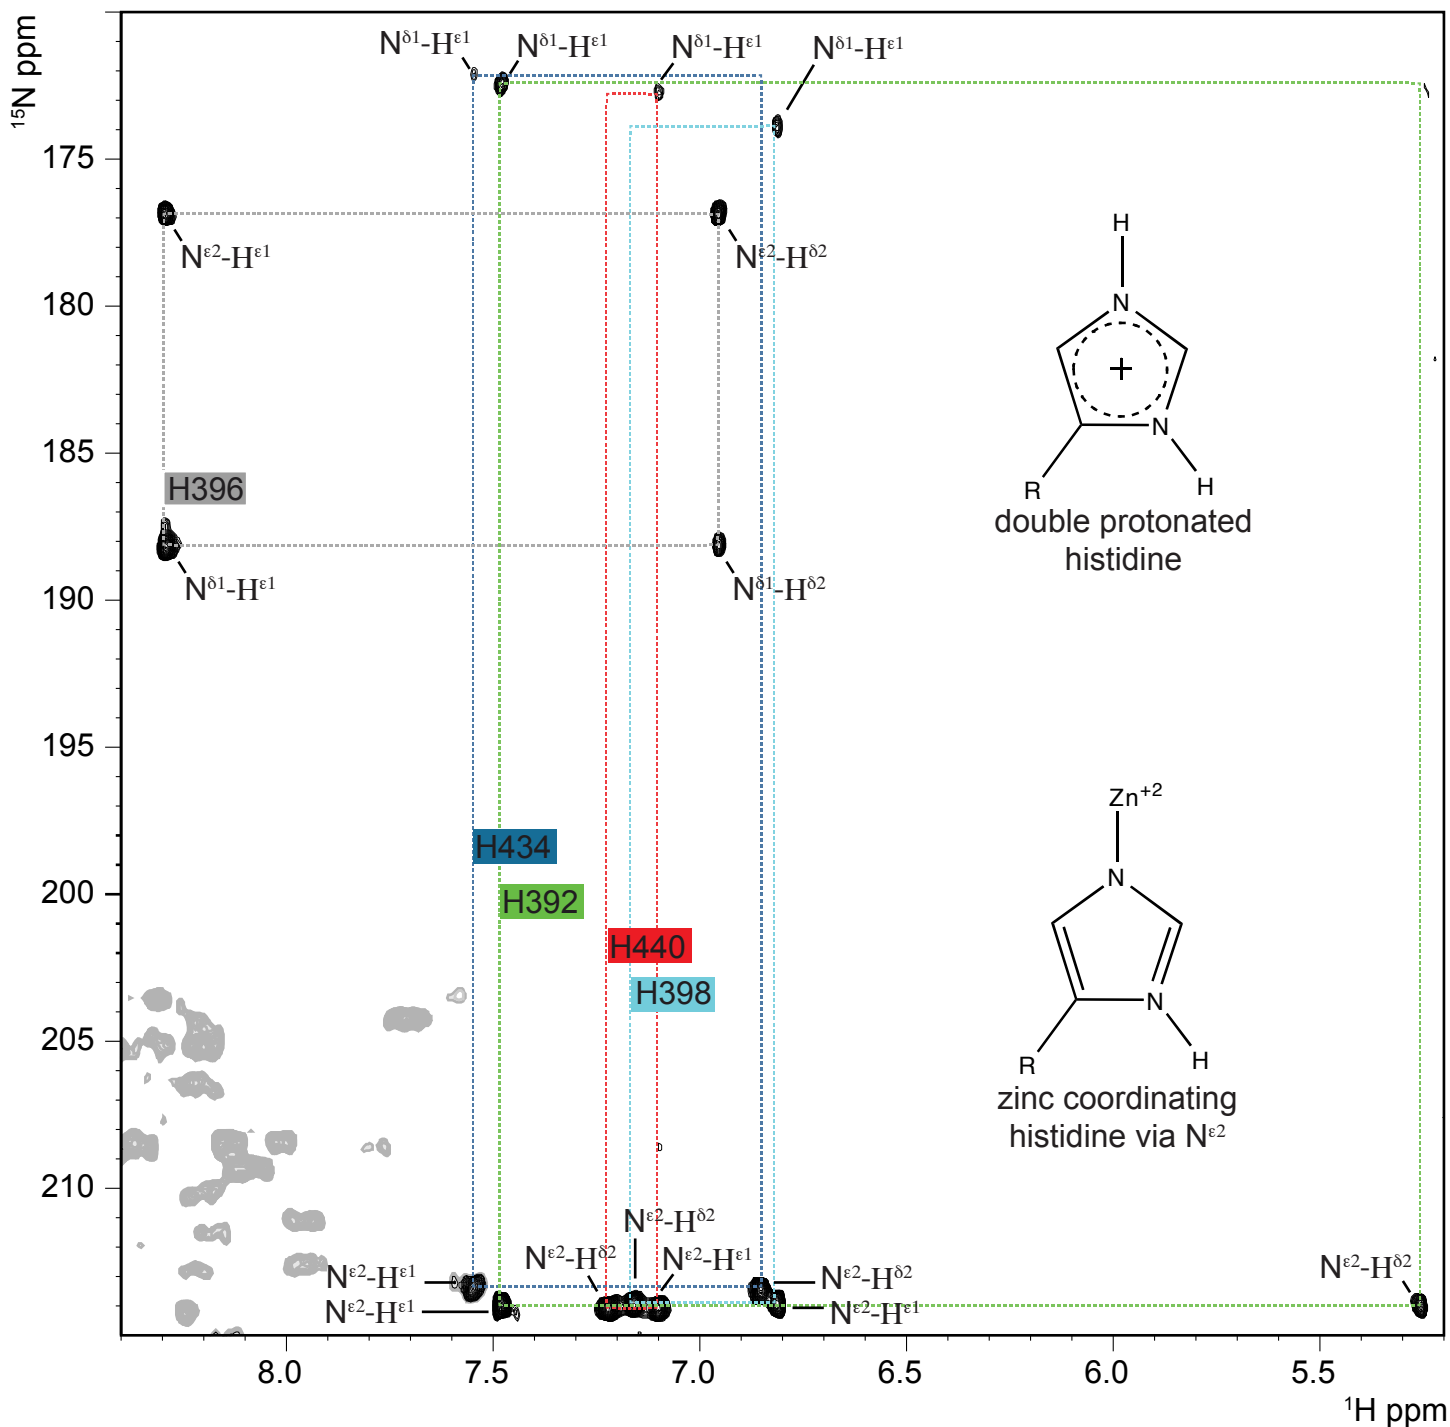 ¹⁵N ppm
Nδ1-Hε1
Nδ1-Hε1
Nδ1-Hε1
Nδ1-Hε1
175
Nε2-Hε1
Nε2-Hδ2
180
185
H396
Nδ1-Hε1
Nδ1-Hδ2
190
H
N
+
N
R
H
double protonated
histidine
195
H434
200
H392
H440
H398
205
210
Zn+2
N
N
R
H
zinc coordinating
histidine via Nε2
Nε2-Hδ2
Nε2-Hδ2
Nε2-Hε1
Nε2-Hε1
Nε2-Hδ2
Nε2-Hδ2
Nε2-Hε1
Nε2-Hε1
8.0
7.5
7.0
6.5
6.0
5.5
¹H ppm